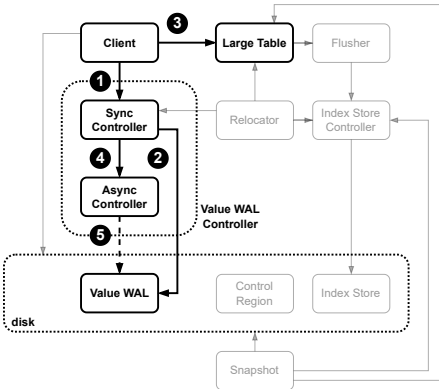 3
Client
Large Table
Flusher
1
Sync
Controller
Relocator
Index Store
Controller
4
2
Async
Controller
Value WAL
Controller
5
Value WAL
Control
Region
Index Store
disk
Snapshot